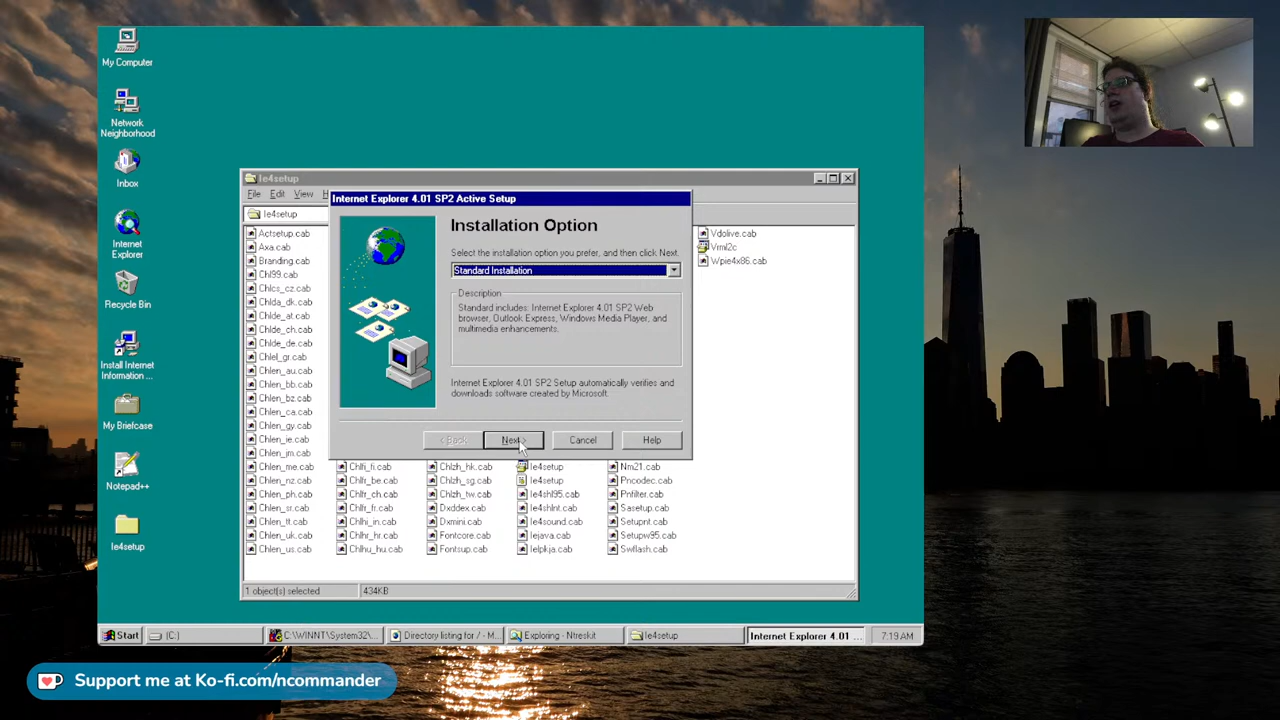 My Computer
Network
Neighborhood
Inbox
Internet
Explorer
Recycle Bin
Install Internet
Information ...
My Briefcase
Notepad++
Ie4setup
Ie4setup
File Edit View
Ie4setup
Actsetup.cab
Axa.cab
Branding.cab
Chl99.cab
Chlcs_cz.cab
Chlda_dk.cab
Chlde_at.cab
Chlde_ch.cab
Chlde_de.cab
Chlel_gr.cab
Chlen_au.cab
Chlen_bb.cab
Chlen_bz.cab
Chlen_ca.cab
Chlen_gy.cab
Chlen_ie.cab
Chlen_jm.cab
Chlen_me.cab
Chlen_nz.cab
Chlen_ph.cab
Chlen_sr.cab
Chlen_tt.cab
Chlen_uk.cab
Chlen_us.cab
Chlfi_fi.cab
Chlfr_be.cab
Chlfr_ch.cab
Chlfr_fr.cab
Chlhi_in.cab
Chlhr_hr.cab
Chlhu_hu.cab
Chlzh_hk.cab
Chlzh_sg.cab
Chlzh_tw.cab
Dxddex.cab
Dxmini.cab
Fontcore.cab
Fontsup.cab
Ie4setup
Ie4setup
Ie4shl95.cab
Ie4shlnt.cab
Ie4sound.cab
Iejava.cab
Ielpkja.cab
Nm21.cab
Pncodec.cab
Pnfilter.cab
Sasetup.cab
Setupnt.cab
Setupw95.cab
Swflash.cab
Vdolive.cab
Vrml2c
Wpie4x86.cab
1 object(s) selected
434KB
Internet Explorer 4.01 SP2 Active Setup
Installation Option
Select the installation option you prefer, and then click Next.
Standard Installation
Description
Standard includes: Internet Explorer 4.01 SP2 Web
browser, Outlook Express, Windows Media Player, and
multimedia enhancements.
Internet Explorer 4.01 SP2 Setup automatically verifies and
downloads software created by Microsoft.
< Back
Next >
Cancel
Help
Start
(C:)
C:\WINNT\System32\...
Directory listing for / - M...
Exploring - Ntreskit
Ie4setup
Internet Explorer 4.01 ...
7:19 AM
Support me at Ko-fi.com/ncommander